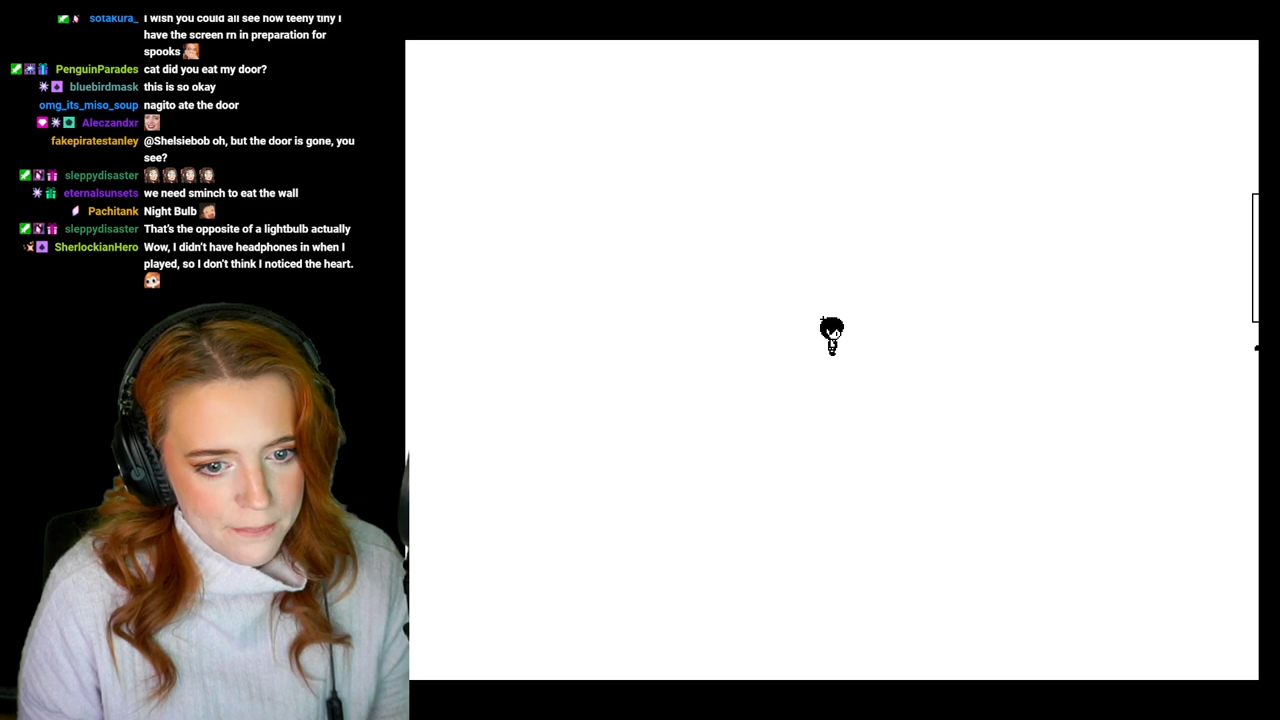 sotakura_ I wish you could all see how teeny tiny I
have the screen rn in preparation for
spooks
PenguinParades cat did you eat my door?
bluebirdmask this is so okay
omg_its_miso_soup nagito ate the door
Aleczandxr
fakepiratestanley @Shelsiebob oh, but the door is gone, you
see?
sleppydisaster
eternalsunsets we need sminch to eat the wall
Pachitank Night Bulb
sleppydisaster That's the opposite of a lightbulb actually
SherlockianHero Wow, I didn't have headphones in when I
played, so I don't think I noticed the heart.